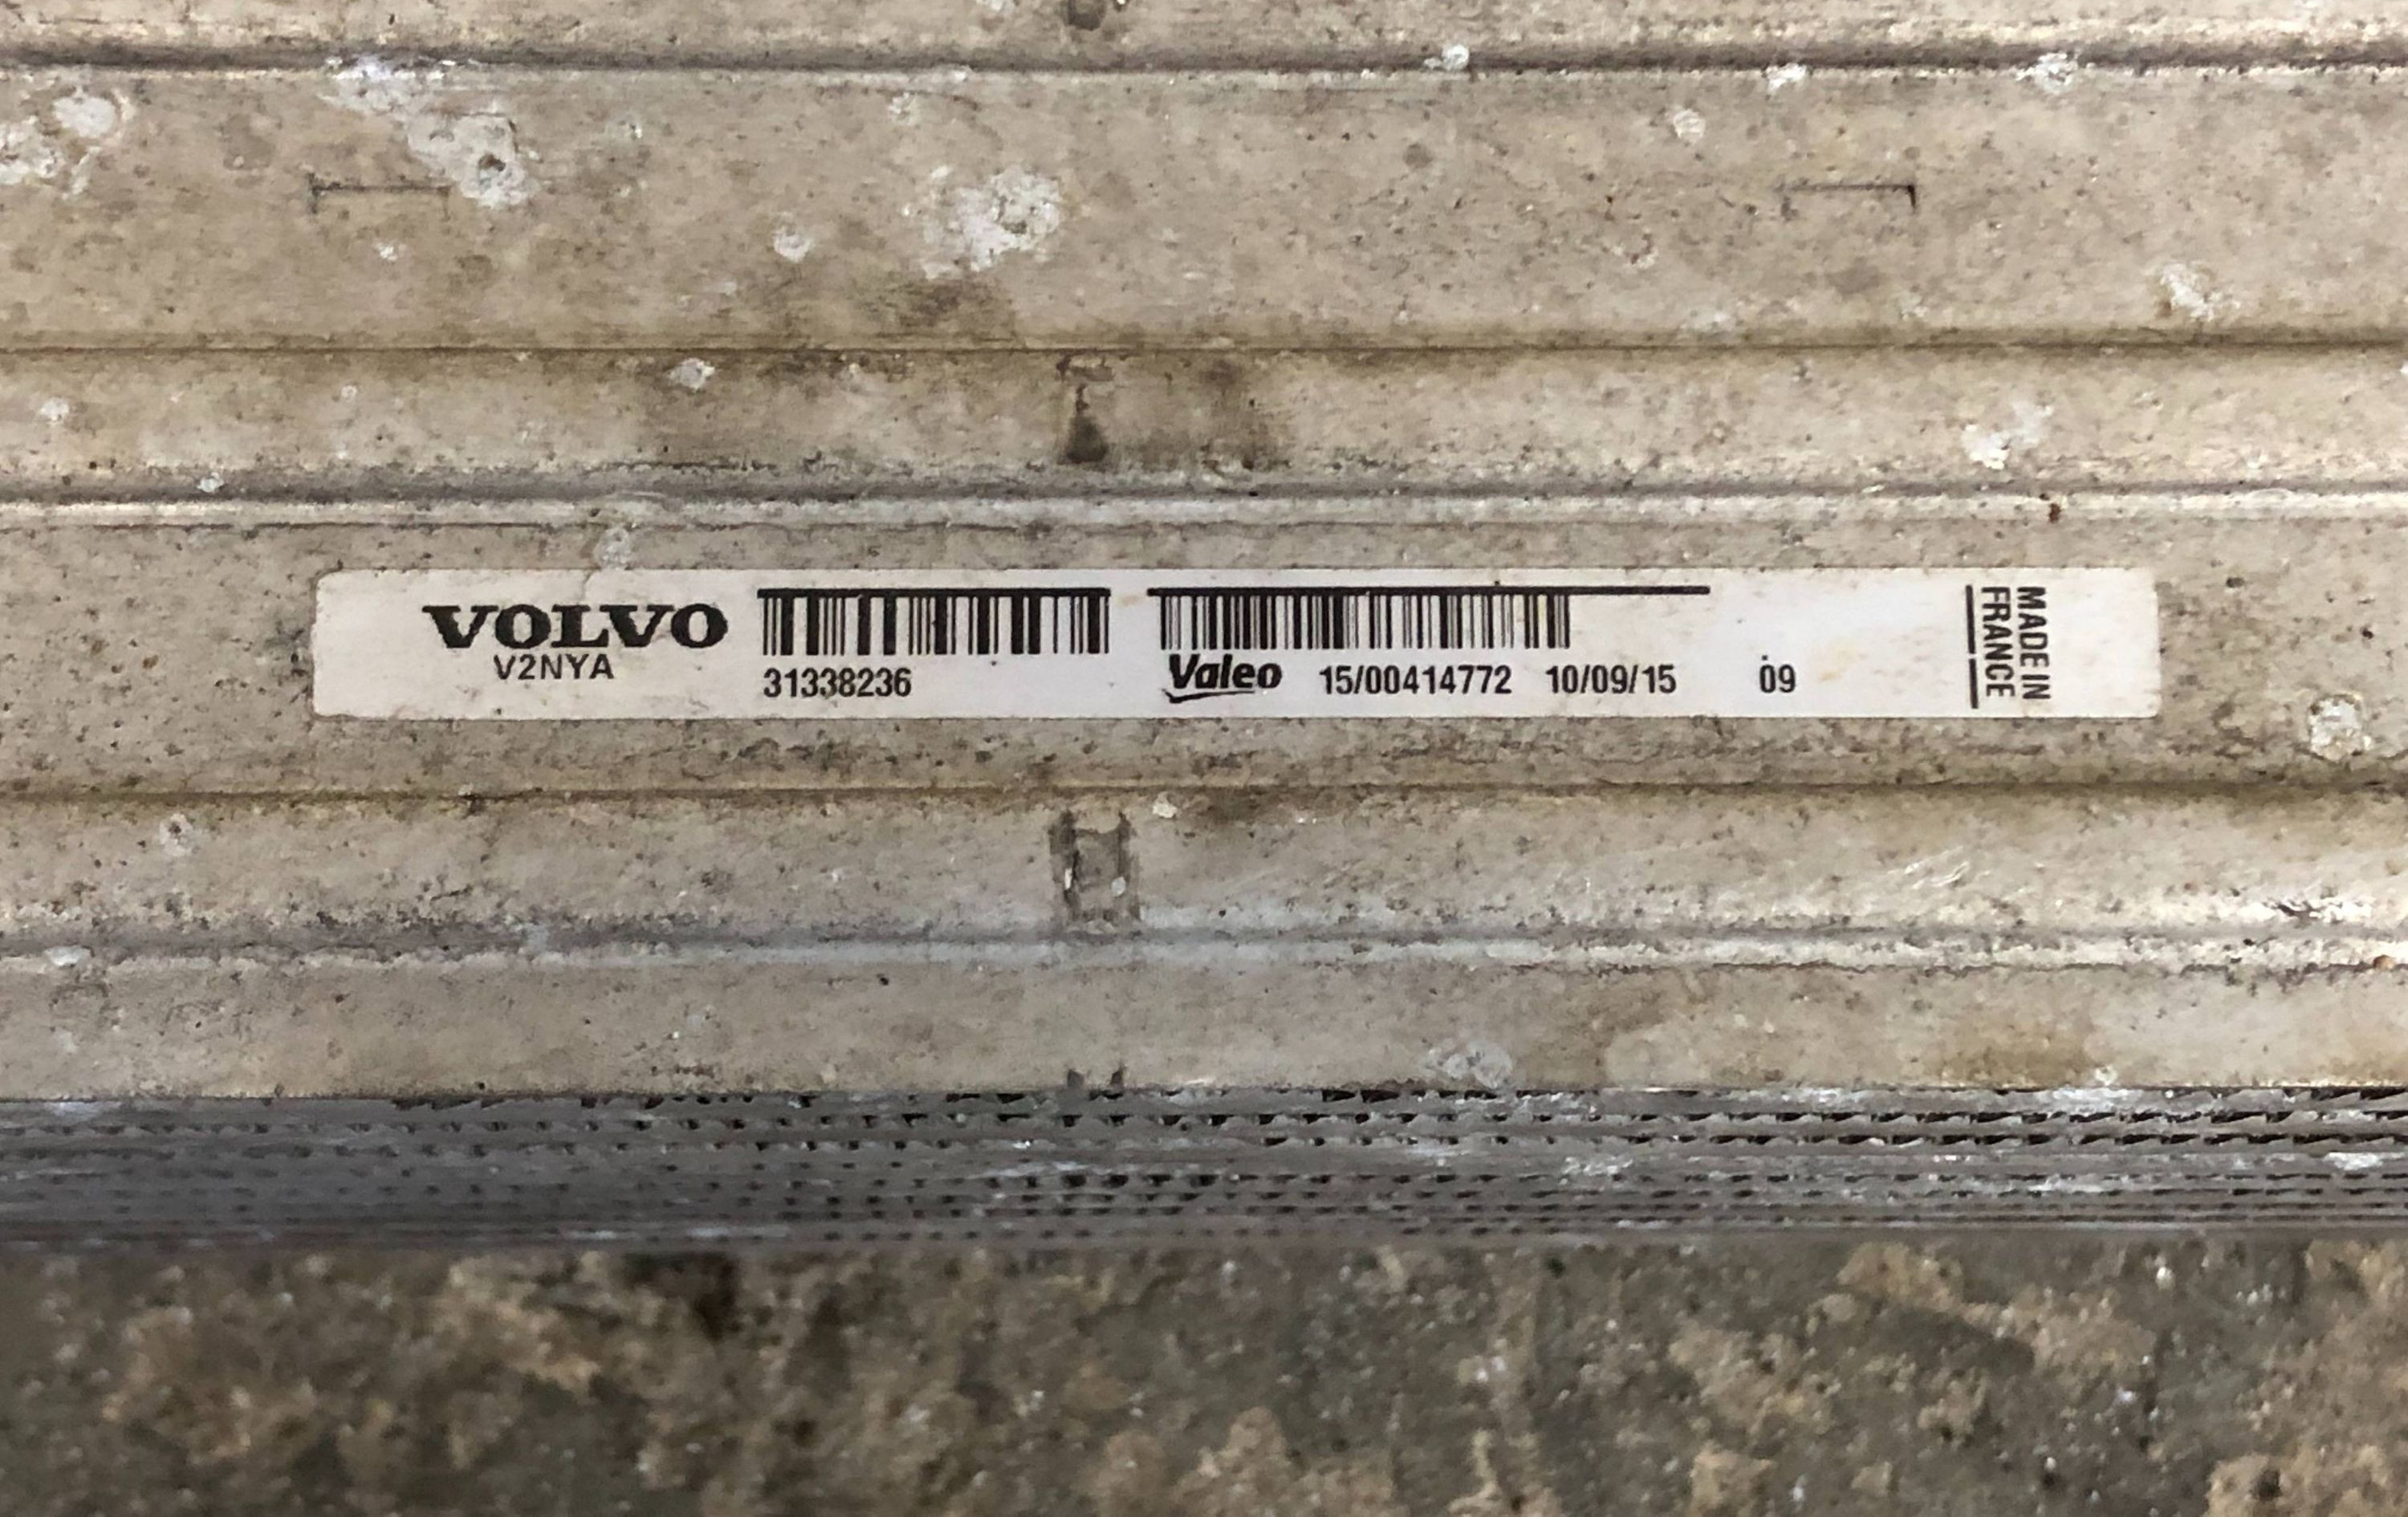 VOLVO
V2NYA
31338236
Valeo 15/00414772 10/09/15 09
MADE IN
FRANCE